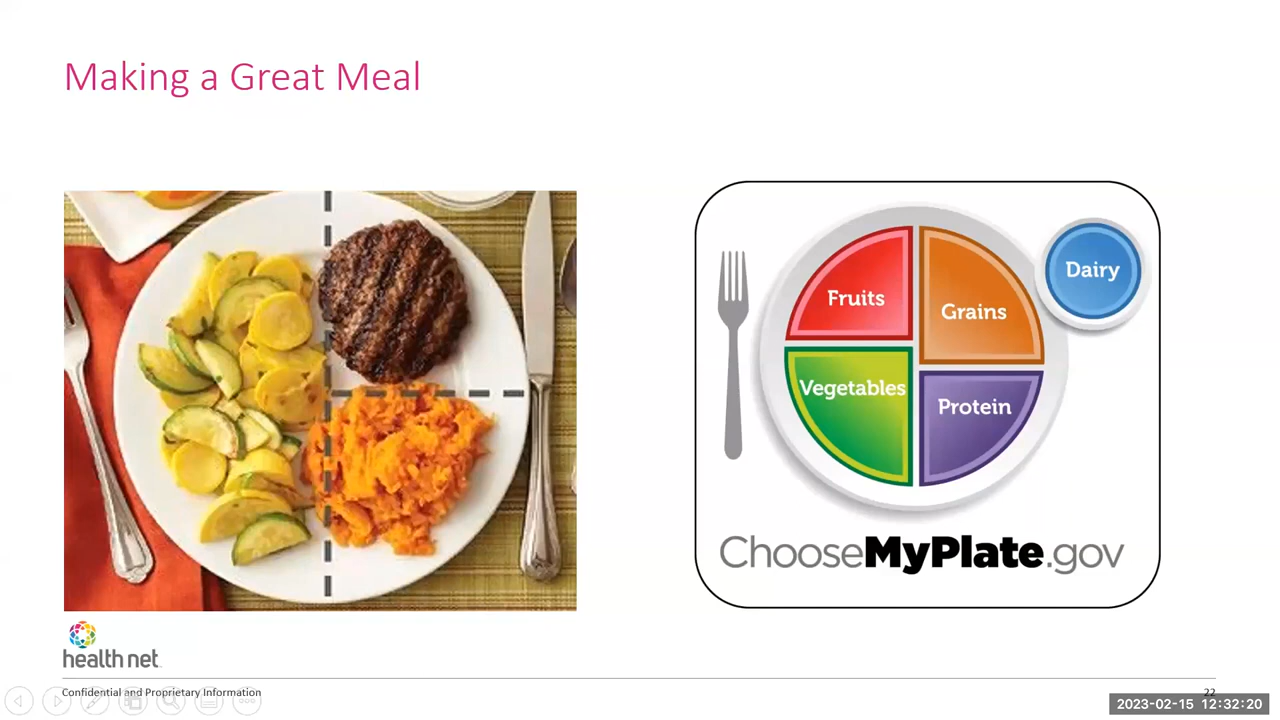 Making a Great Meal
Fruits
Grains
Dairy
Vegetables
Protein
ChooseMyPlate.gov
health net
Confidential and Proprietary Information
22
2023-02-15 12:32:20